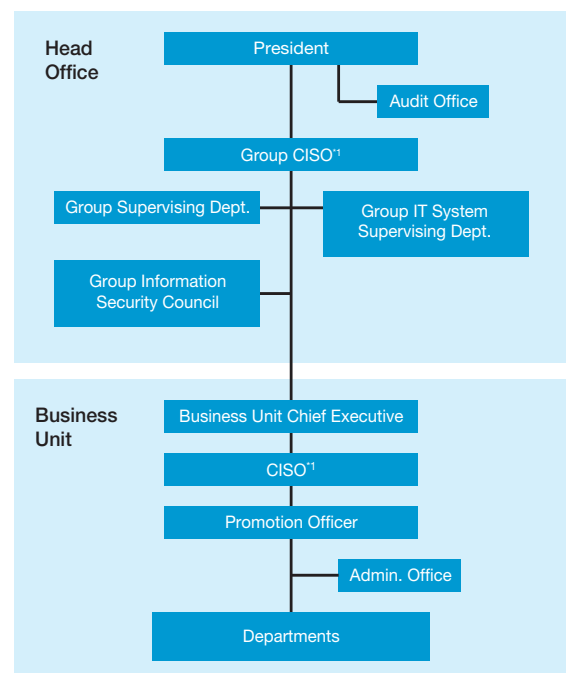 Head
Office
President
Audit Office
Group CISO*1
Group Supervising Dept.
Group IT System
Supervising Dept.
Group Information
Security Council
Business
Unit
Business Unit Chief Executive
CISO*1
Promotion Officer
Admin. Office
Departments